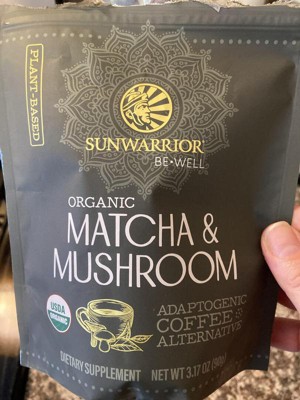 PLANT-BASED
SUNWARRIOR
BE•WELL
ORGANIC
MATCHA &
MUSHROOM
USDA
ORGANIC
ADAPTOGENIC
COFFEE
ALTERNATIVE
DIETARY SUPPLEMENT
NET WT 3.17 OZ (90g)